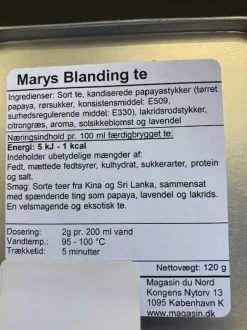 Marys Blanding te
Ingredienser: Sort te, kandiserede papayastykker (tørret
papaya, rørsukker, konsistensmiddel: E509,
surhedsregulerende middel: E330), lakridsrodstykker,
citrongræs, aroma, solsikkeblomst og lavendel
Næringsindhold pr. 100 ml færdigbrygget te:
Energi: 5 kJ - 1 kcal
Indeholder ubetydelige mængder af:
Fedt, mættede fedtsyrer, kulhydrat, sukkerarter, protein
og salt.
Smag: Sorte teer fra Kina og Sri Lanka, sammensat
med spændende ting som papaya, lavendel og lakrids.
En velsmagende og eksotisk te.
Dosering: 2g pr. 200 ml vand
Vandtemp.: 95 - 100 °C
Trækketid: 5 minutter
Nettovægt: 120 g
Magasin du Nord
Kongens Nytorv 13
1095 København K
www.magasin.dk